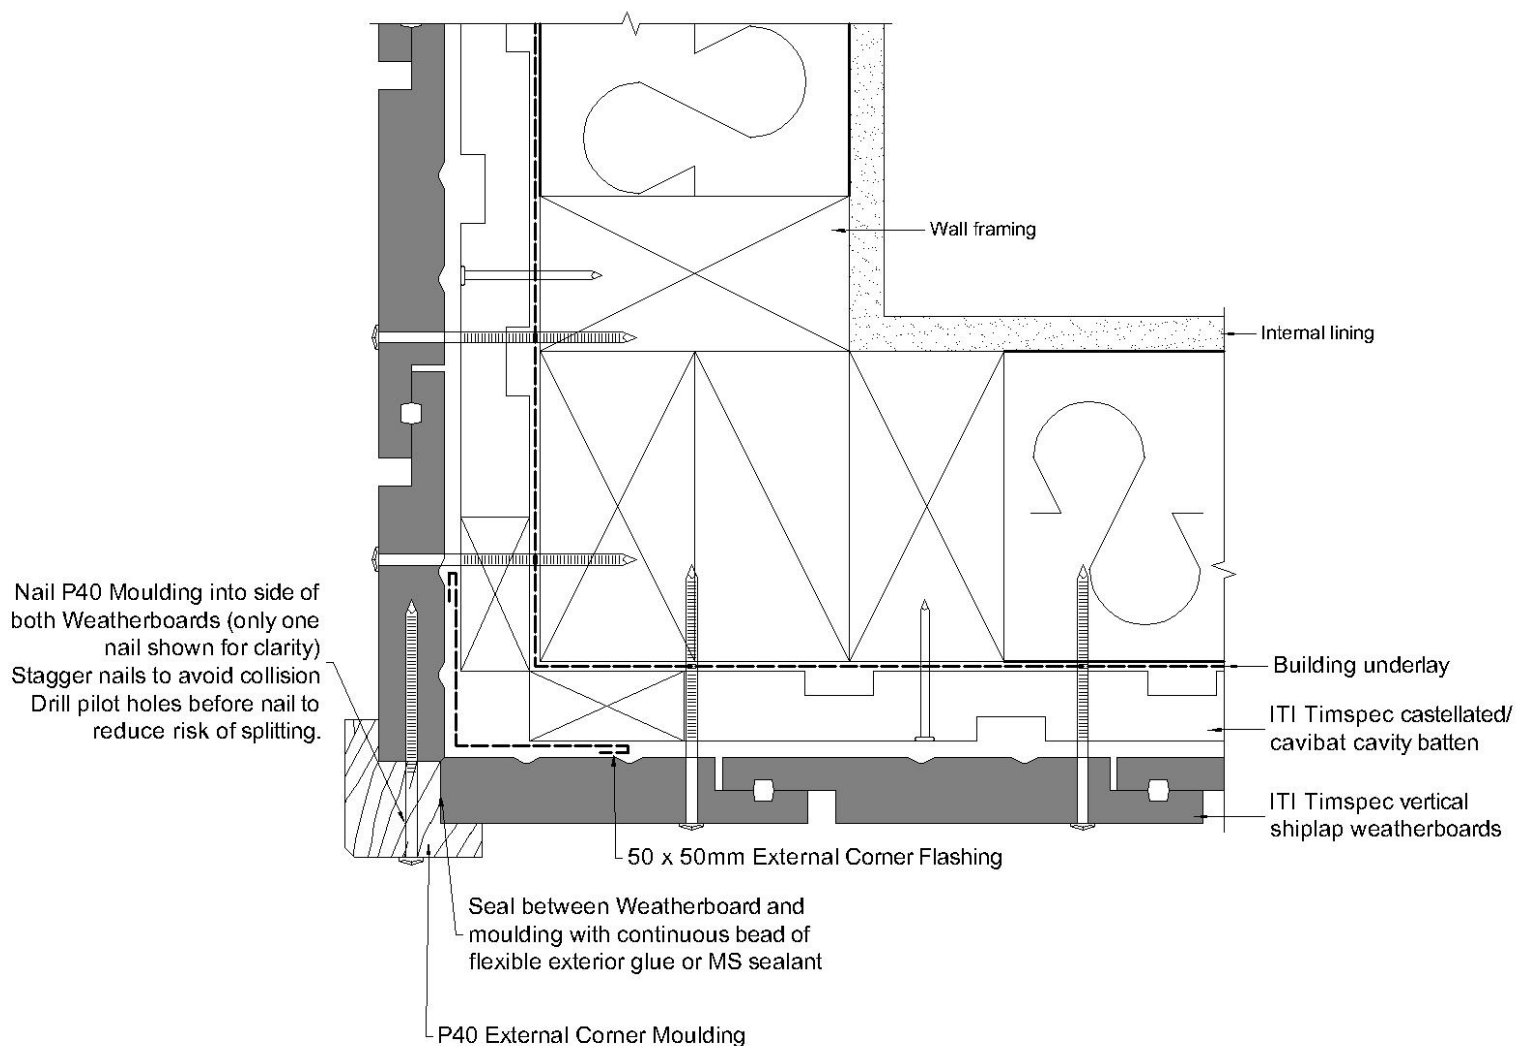 Wall framing
Internal lining
Nail P40 Moulding into side of
both Weatherboards (only one
nail shown for clarity)
Stagger nails to avoid collision
Drill pilot holes before nail to
reduce risk of splitting.
Building underlay
ITI Timspec castellated/
cavibat cavity batten
ITI Timspec vertical
shiplap weatherboards
50 x 50mm External Corner Flashing
Seal between Weatherboard and
moulding with continuous bead of
flexible exterior glue or MS sealant
P40 External Corner Moulding